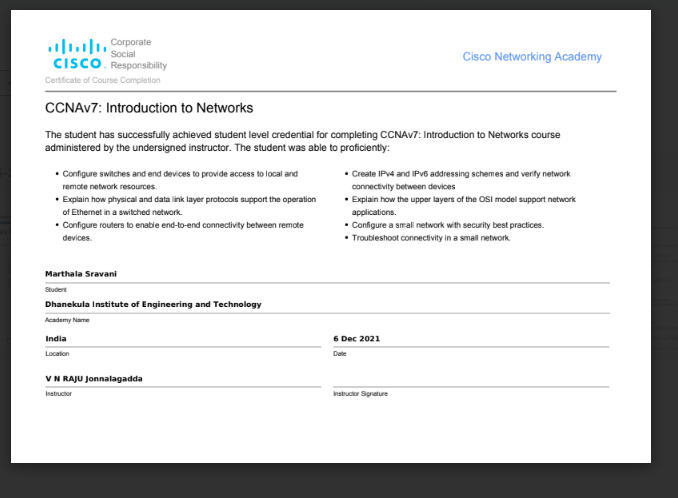 Corporate
Social
CISCO. Responsibility
Cisco Networking Academy
Certificate of Course Completion
CCNAv7: Introduction to Networks
The student has successfully achieved student level credential for completing CCNAv7: Introduction to Networks course
administered by the undersigned instructor. The student was able to proficiently:
• Configure switches and end devices to provide access to local and
remote network resources.
• Explain how physical and data link layer protocols support the operation
of Ethernet in a switched network.
• Configure routers to enable end-to-end connectivity between remote
devices.
• Create IPv4 and IPv6 addressing schemes and verify network
connectivity between devices
• Explain how the upper layers of the OSI model support network
applications.
• Configure a small network with security best practices.
• Troubleshoot connectivity in a small network.
Marthala Sravani
Student
Dhanekula Institute of Engineering and Technology
Academy Name
India
Location
6 Dec 2021
Date
V N RAJU Jonnalagadda
Instructor
Instructor Signature